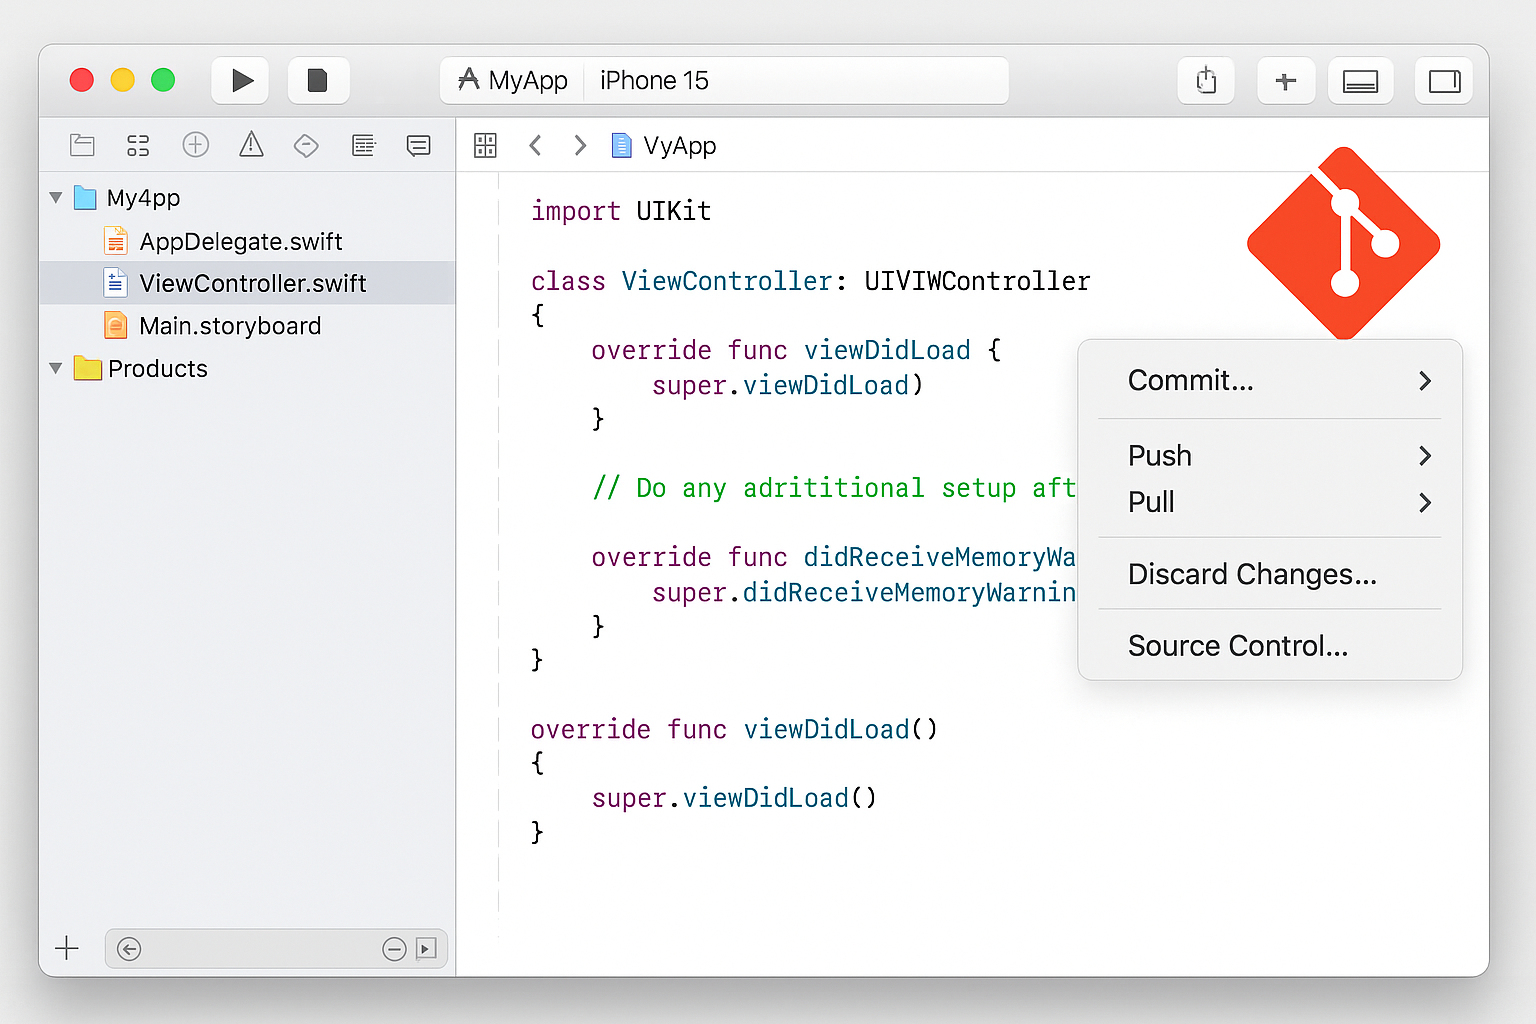 MyApp iPhone 15
VyApp
My4pp
AppDelegate.swift
ViewController.swift
Main.storyboard
Products
import UIKit
class ViewController: UIVIWController
{
override func viewDidLoad {
super.viewDidLoad)
}
// Do any adrititional setup aft
override func didReceiveMemoryWa
super.didReceiveMemoryWarnin
}
}
override func viewDidLoad()
{
super.viewDidLoad()
}
Commit...
Push
Pull
Discard Changes...
Source Control...